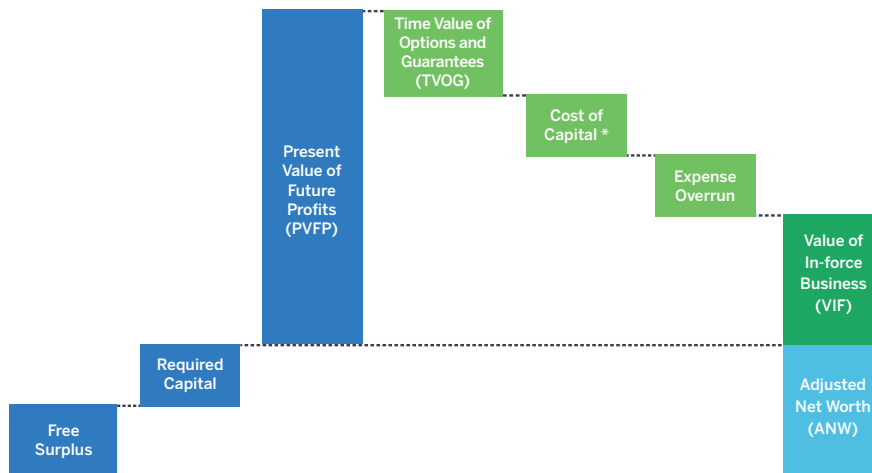 Free
Surplus
Required
Capital
Present
Value of
Future
Profits
(PVFP)
Time Value of
Options and
Guarantees
(TVOG)
Cost of
Capital *
Expense
Overrun
Value of
In-force
Business
(VIF)
Adjusted
Net Worth
(ANW)